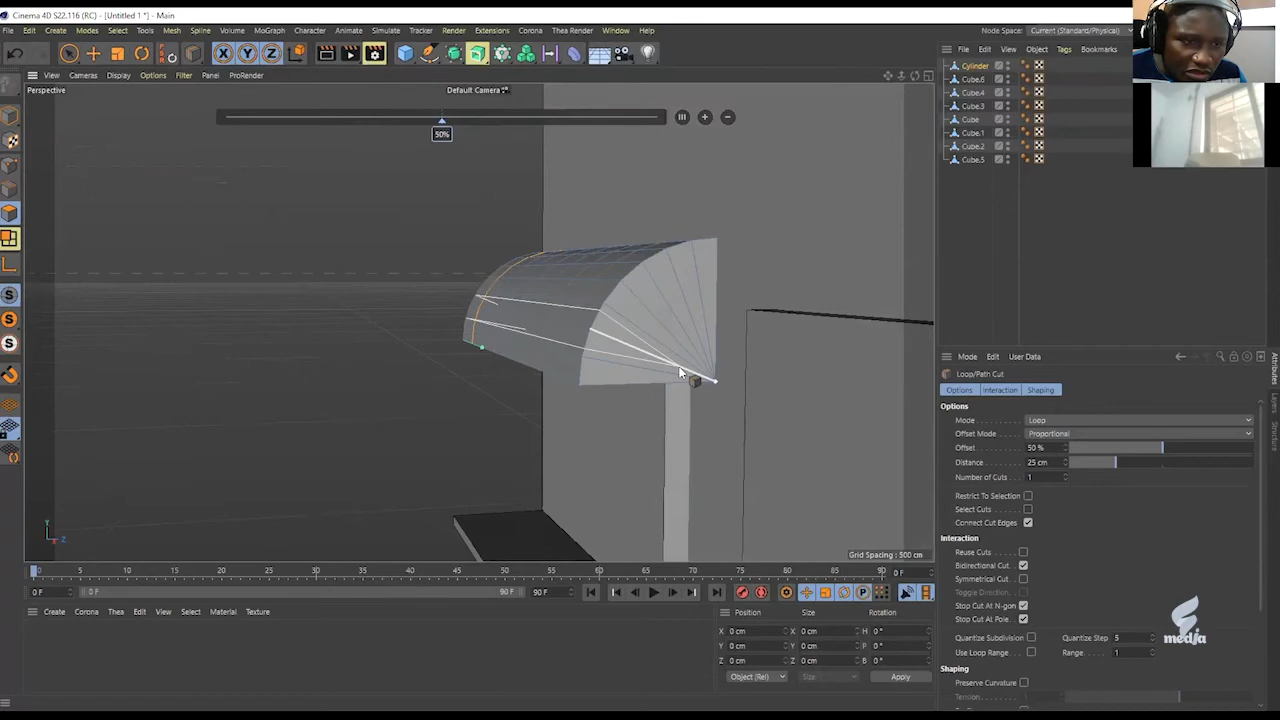 Cinema 4D S22.116 (RC) - [Untitled 1 *] - Main
File Edit Create Modes Select Tools Mesh Spline Volume MoGraph Character Animate Simulate Tracker Render Extensions Corona Thea Redshift Window Help
Node Space: Current (Standard/Physical)
File Edit View Object Tags Bookmarks
View Cameras Display Options Filter Panel ProRender
Perspective
Default Camera
50%
Cylinder
Cube.6
Cube.4
Cube.3
Cube
Cube.1
Cube.2
Cube.5
Mode Edit User Data
Loop/Path Cut
Options Interaction Shaping
Options
Mode Loop
Offset Mode Proportional
Offset 50 %
Distance 25 cm
Number of Cuts 1
Restrict To Selection
Select Cuts
Connect Cut Edges
Interaction
Reuse Cuts
Bidirectional Cut
Symmetrical Cut
Toggle Direction
Stop Cut At N-gon
Stop Cut At Pole
Quantize Subdivision Quantize Step 5
Use Loop Range Range 1
Shaping
Preserve Curvature
Tension
Attributes
Layers
Structure
Y
Z
Grid Spacing : 500 cm
0 5 10 15 20 25 30 35 40 45 50 55 60 65 70 75 80 85 90 0 F
0 F 0 F 90 F 90 F
Create Corona Thea Edit View Select Material Texture
Position Size Rotation
X 0 cm X 0 cm H 0 °
Y 0 cm Y 0 cm P 0 °
Z 0 cm Z 0 cm B 0 °
Object (Rel) Size Apply
medja